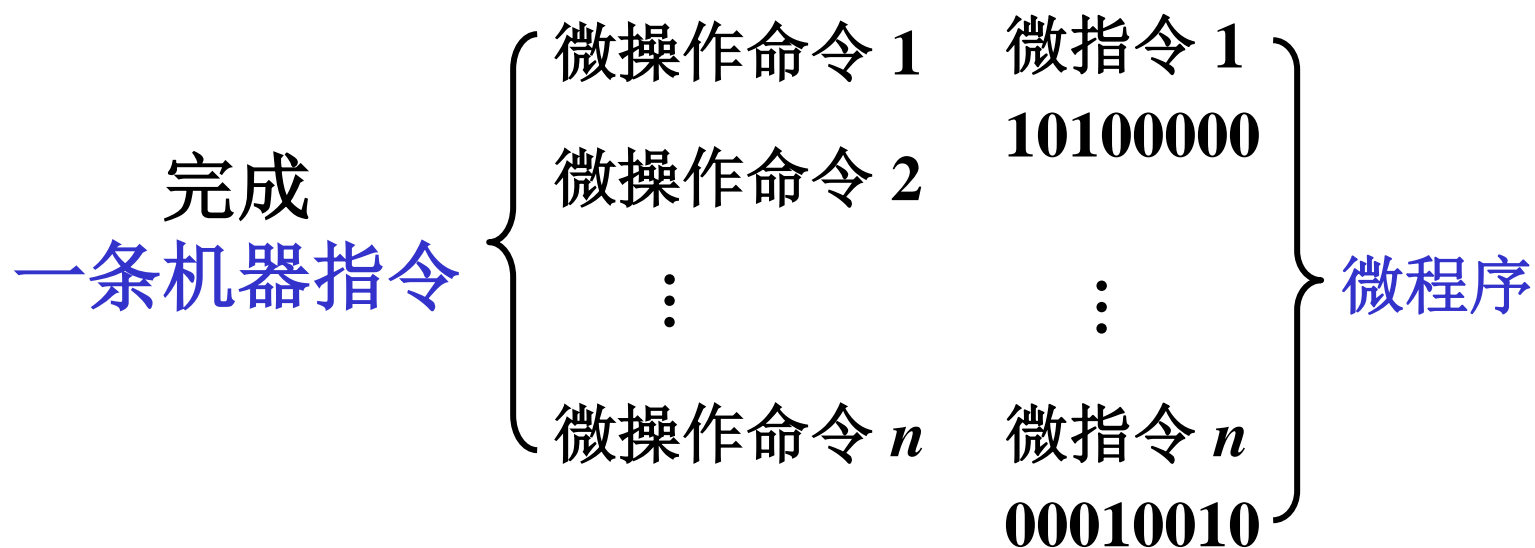 完成
一条机器指令
微操作命令 1
微操作命令 2
⋮
微操作命令 n
微指令 1
10100000
⋮
微指令 n
00010010
微程序